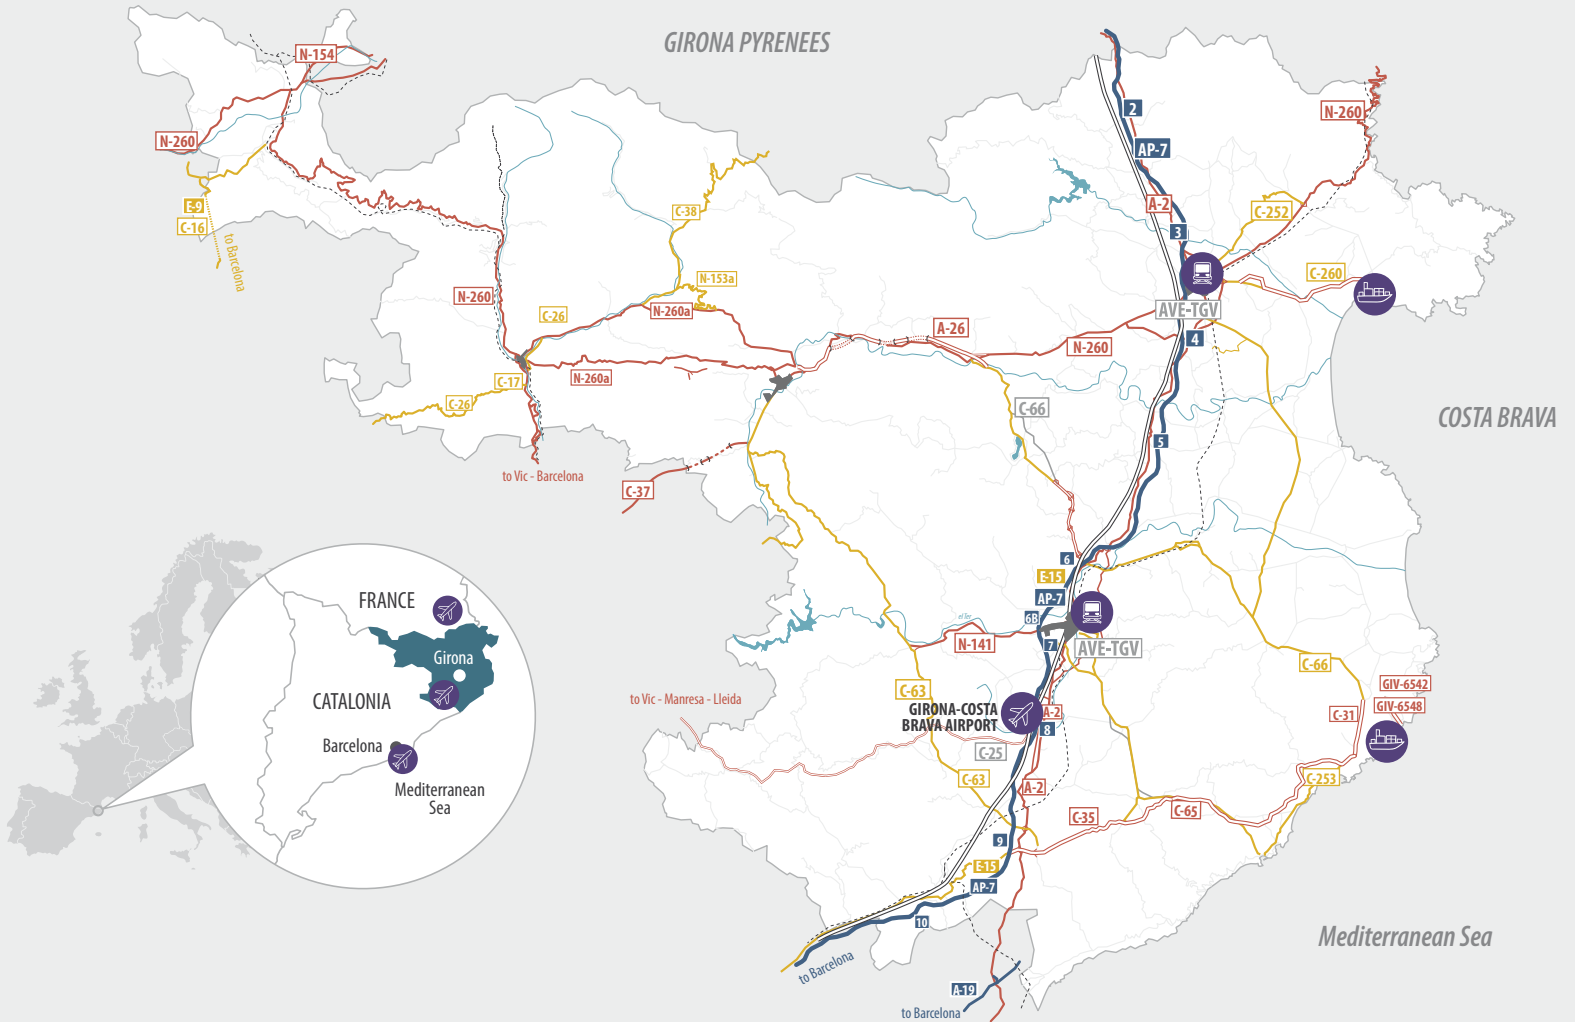 GIRONA PYRENEES
N-154
N-260
E-9
C-16
to Barcelona
C-38
N-153a
N-260
C-26
N-260a
N-260a
C-17
C-26
to Vic - Barcelona
C-37
2
AP-7
A-2
3
N-260
C-252
C-260
AVE-TGV
4
A-26
N-260
C-66
5
COSTA BRAVA
6
E-15
AP-7
6B
7
el Ter
N-141
AVE-TGV
C-63
to Vic - Manresa - Lleida
GIRONA-COSTA
BRAVA AIRPORT
A-2
8
C-25
C-63
A-2
C-66
GIV-6542
GIV-6548
C-31
C-253
C-35
C-65
9
E-15
AP-7
10
to Barcelona
A-19
to Barcelona
Mediterranean Sea
FRANCE
Girona
CATALONIA
Barcelona
Mediterranean
Sea